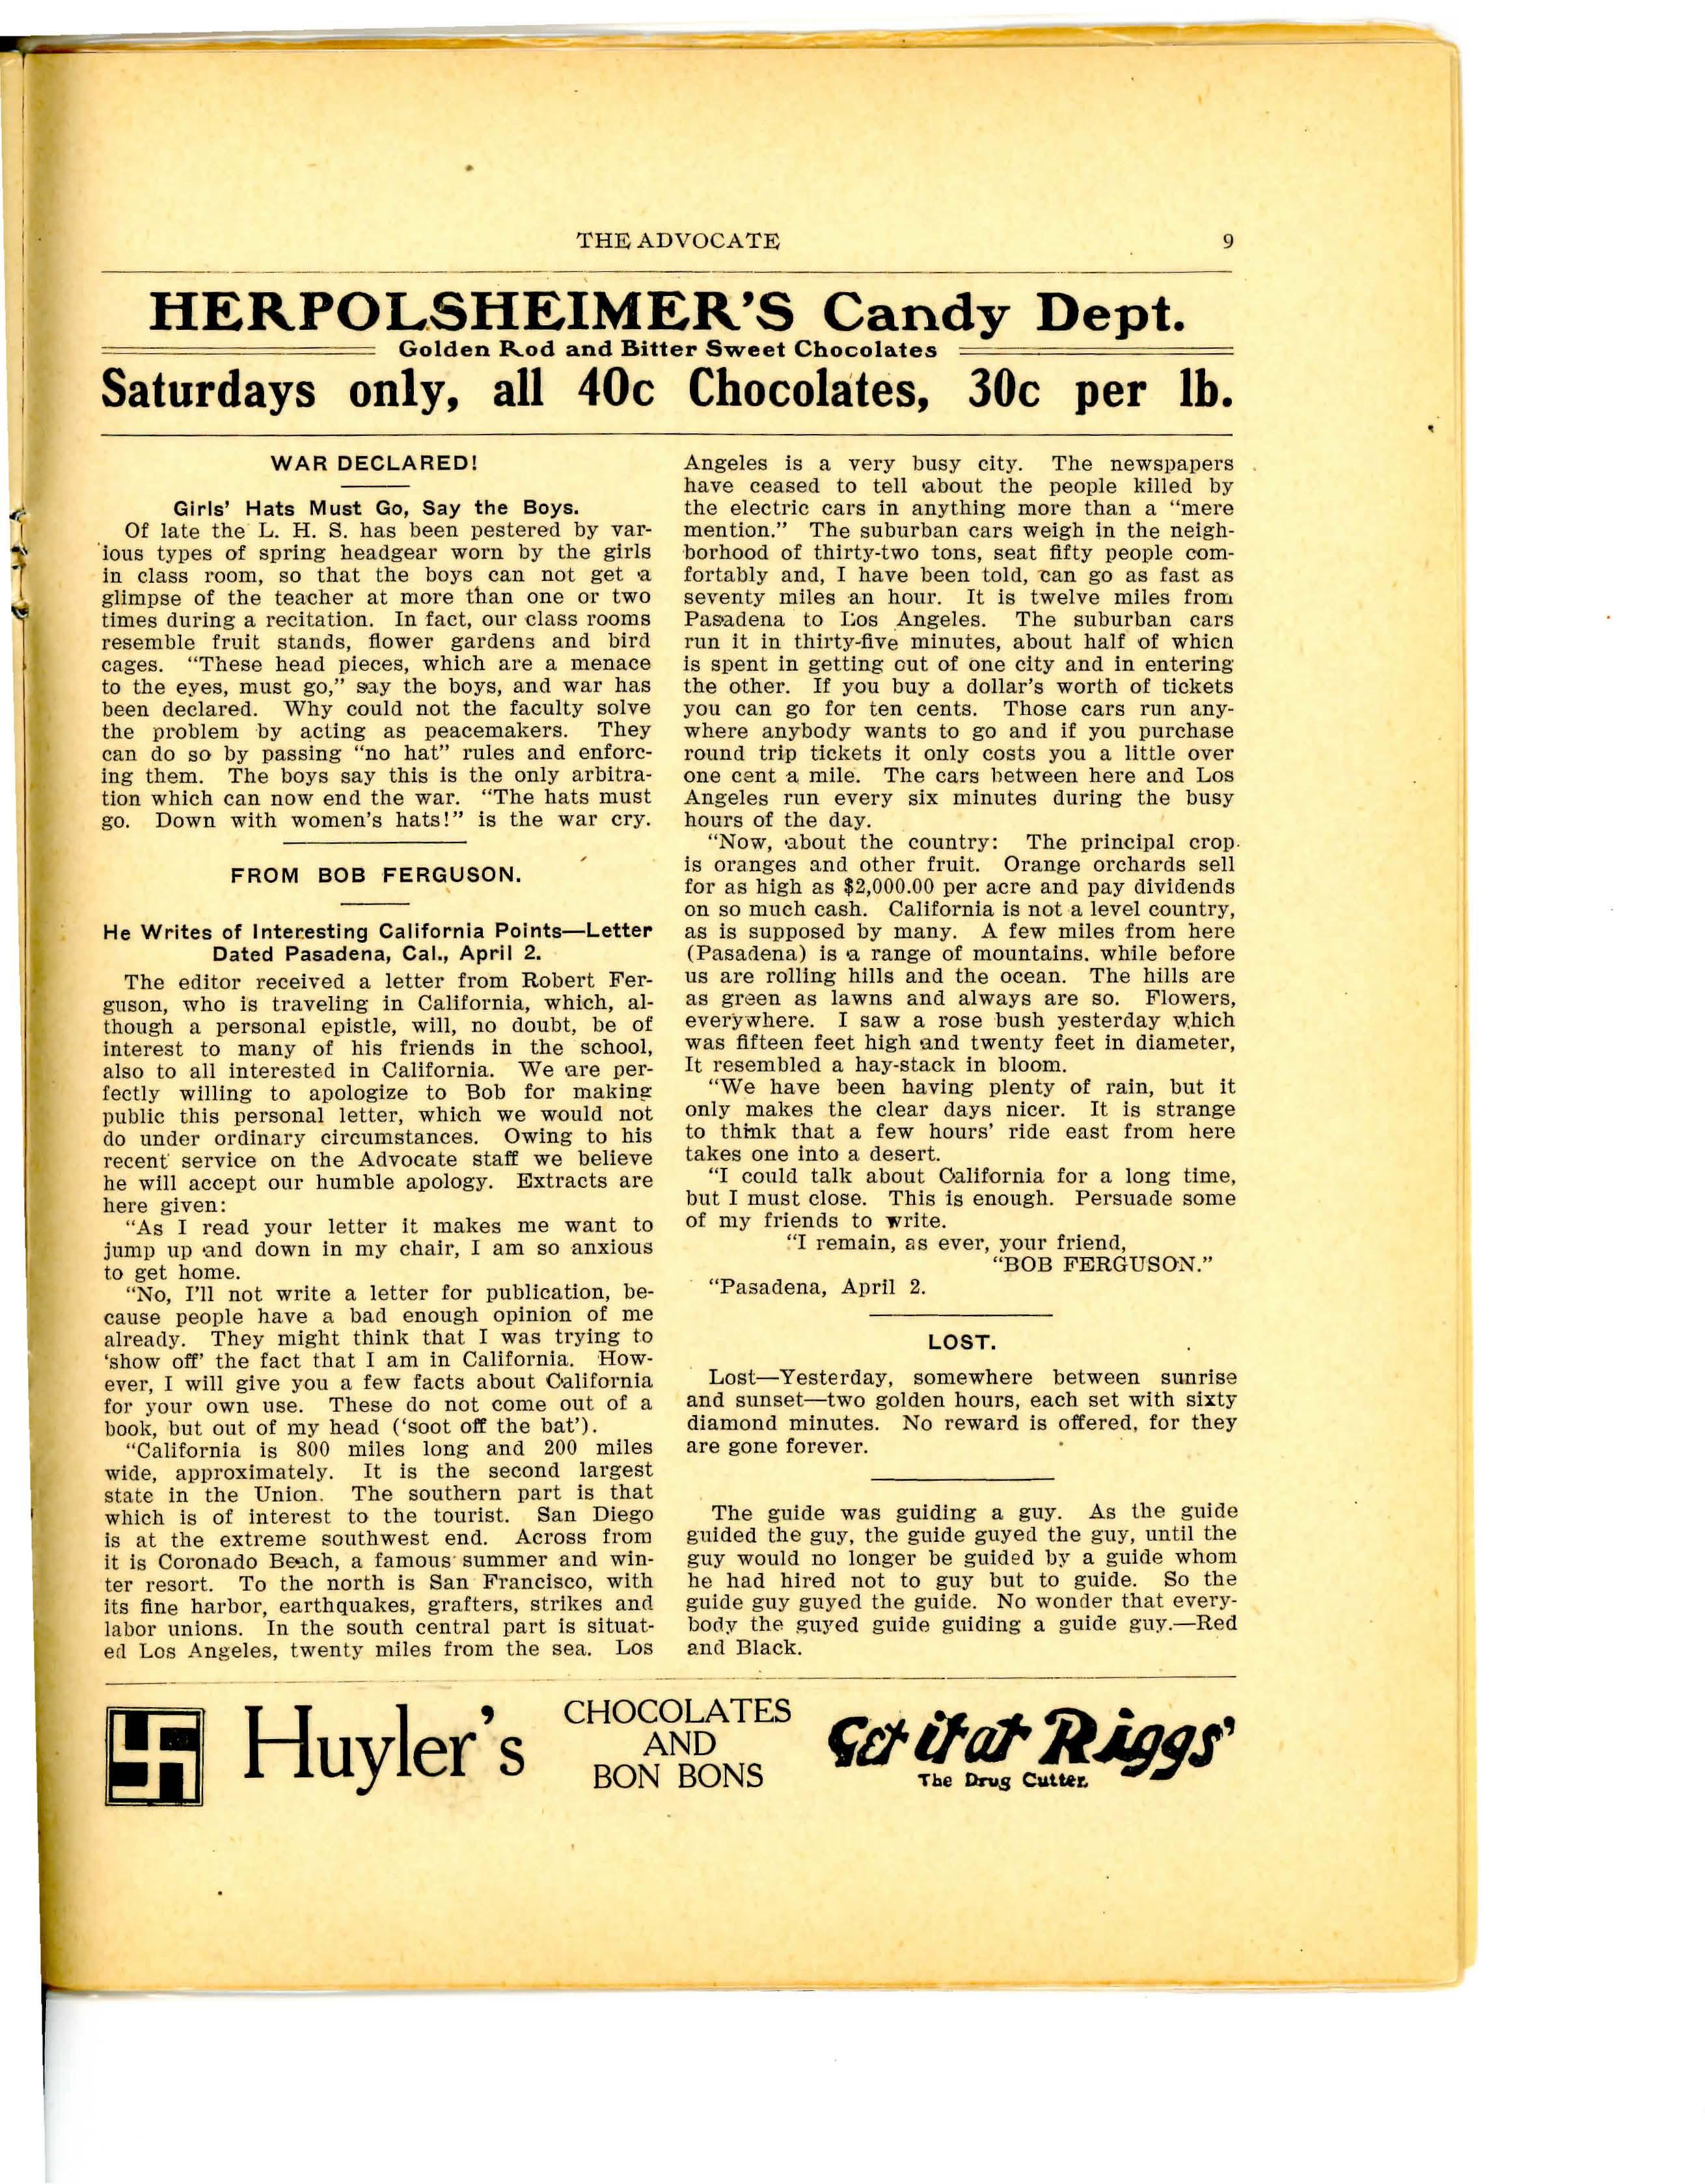 THE ADVOCATE 9
HERPOLSHEIMER'S Candy Dept.
Golden Rod and Bitter Sweet Chocolates
Saturdays only, all 40c Chocolates, 30c per lb.
WAR DECLARED!
Girls' Hats Must Go, Say the Boys.
Of late the L. H. S. has been pestered by var-
ious types of spring headgear worn by the girls
in class room, so that the boys can not get a
glimpse of the teacher at more than one or two
times during a recitation. In fact, our class rooms
resemble fruit stands, flower gardens and bird
cages. "These head pieces, which are a menace
to the eyes, must go," say the boys, and war has
been declared. Why could not the faculty solve
the problem by acting as peacemakers. They
can do so by passing "no hat" rules and enforc-
ing them. The boys say this is the only arbitra-
tion which can now end the war. "The hats must
go. Down with women's hats!" is the war cry.
FROM BOB FERGUSON.
He Writes of Interesting California Points—Letter
Dated Pasadena, Cal., April 2.
The editor received a letter from Robert Fer-
guson, who is traveling in California, which, al-
though a personal epistle, will, no doubt, be of
interest to many of his friends in the school,
also to all interested in California. We are per-
fectly willing to apologize to Bob for making
public this personal letter, which we would not
do under ordinary circumstances. Owing to his
recent service on the Advocate staff we believe
he will accept our humble apology. Extracts are
here given:
"As I read your letter it makes me want to
jump up and down in my chair, I am so anxious
to get home.
"No, I'll not write a letter for publication, be-
cause people have a bad enough opinion of me
already. They might think that I was trying to
'show off' the fact that I am in California. How-
ever, I will give you a few facts about California
for your own use. These do not come out of a
book, but out of my head ('soot off the bat').
"California is 800 miles long and 200 miles
wide, approximately. It is the second largest
state in the Union. The southern part is that
which is of interest to the tourist. San Diego
is at the extreme southwest end. Across from
it is Coronado Beach, a famous summer and win-
ter resort. To the north is San Francisco, with
its fine harbor, earthquakes, grafters, strikes and
labor unions. In the south central part is situat-
ed Los Angeles, twenty miles from the sea. Los
Angeles is a very busy city. The newspapers
have ceased to tell about the people killed by
the electric cars in anything more than a "mere
mention." The suburban cars weigh in the neigh-
borhood of thirty-two tons, seat fifty people com-
fortably and, I have been told, can go as fast as
seventy miles an hour. It is twelve miles from
Pasadena to Los Angeles. The suburban cars
run it in thirty-five minutes, about half of which
is spent in getting out of one city and in entering
the other. If you buy a dollar's worth of tickets
you can go for ten cents. Those cars run any-
where anybody wants to go and if you purchase
round trip tickets it only costs you a little over
one cent a mile. The cars between here and Los
Angeles run every six minutes during the busy
hours of the day.
"Now, about the country: The principal crop
is oranges and other fruit. Orange orchards sell
for as high as $2,000.00 per acre and pay dividends
on so much cash. California is not a level country,
as is supposed by many. A few miles from here
(Pasadena) is a range of mountains. while before
us are rolling hills and the ocean. The hills are
as green as lawns and always are so. Flowers,
everywhere. I saw a rose bush yesterday which
was fifteen feet high and twenty feet in diameter,
It resembled a hay-stack in bloom.
"We have been having plenty of rain, but it
only makes the clear days nicer. It is strange
to think that a few hours' ride east from here
takes one into a desert.
"I could talk about California for a long time,
but I must close. This is enough. Persuade some
of my friends to write.
"I remain, as ever, your friend,
"BOB FERGUSON."
"Pasadena, April 2.
LOST.
Lost—Yesterday, somewhere between sunrise
and sunset—two golden hours, each set with sixty
diamond minutes. No reward is offered, for they
are gone forever.
The guide was guiding a guy. As the guide
guided the guy, the guide guyed the guy, until the
guy would no longer be guided by a guide whom
he had hired not to guy but to guide. So the
guide guy guyed the guide. No wonder that every-
body the guyed guide guiding a guide guy.—Red
and Black.
Huyler's
CHOCOLATES
AND
BON BONS
Get it at Riggs'
The Drug Cutter.